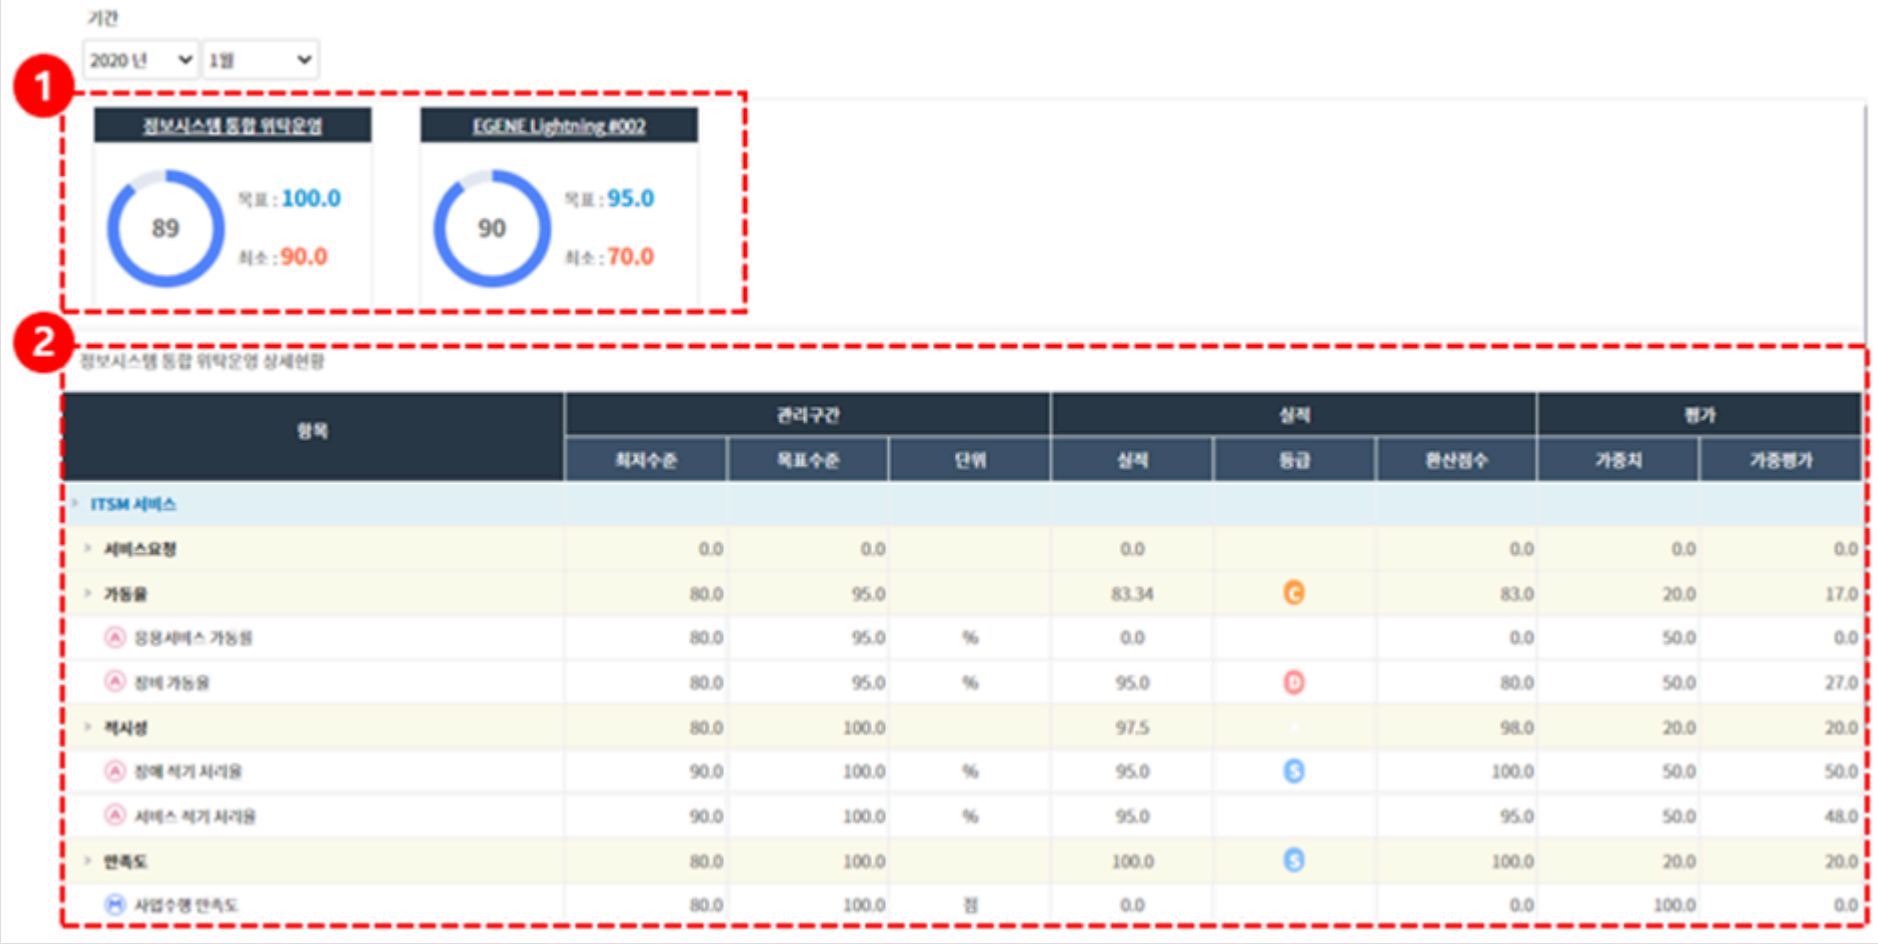 기간
2020 년 1월
1
정보시스템 통합 위탁운영 EGENE Lightning #002
89 목표 : 100.0 최소 : 90.0
90 목표 : 95.0 최소 : 70.0
2
정보시스템 통합 위탁운영 상세현황
항목 관리구간 실적 평가
최저수준 목표수준 단위 실적 등급 환산점수 가중치 가중평가
ITSM 서비스
서비스요청 0.0 0.0 0.0 0.0 0.0 0.0
가동율 80.0 95.0 83.34 C 83.0 20.0 17.0
A 응용서비스 가동률 80.0 95.0 % 0.0 0.0 50.0 0.0
A 장비 가동율 80.0 95.0 % 95.0 D 80.0 50.0 27.0
적시성 80.0 100.0 97.5 98.0 20.0 20.0
A 장애 적기 처리율 90.0 100.0 % 95.0 S 100.0 50.0 50.0
A 서비스 적기 처리율 90.0 100.0 % 95.0 95.0 50.0 48.0
만족도 80.0 100.0 100.0 S 100.0 20.0 20.0
M 사업수행 만족도 80.0 100.0 점 0.0 0.0 100.0 0.0